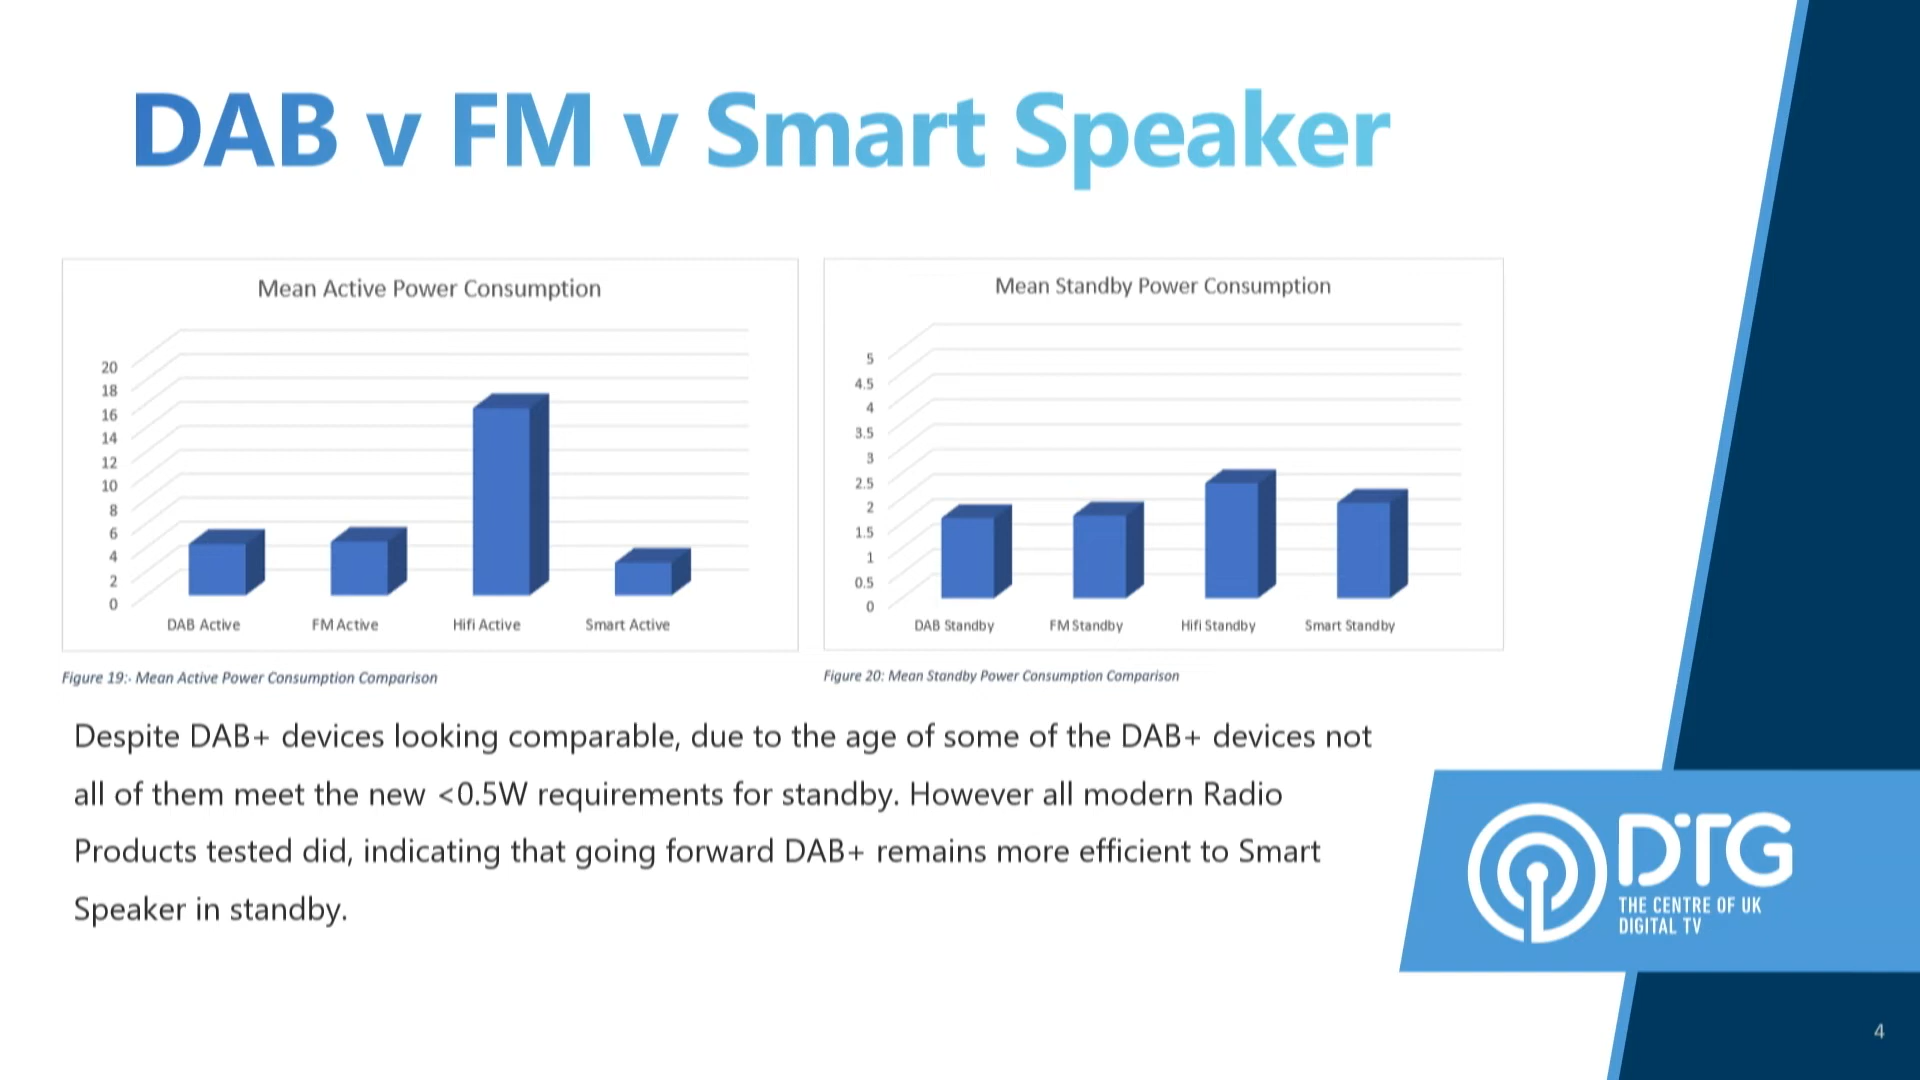 DAB v FM v Smart Speaker
Mean Active Power Consumption
20
18
16
14
12
10
8
6
4
2
0
DAB Active
FM Active
Hifi Active
Smart Active
Figure 19:- Mean Active Power Consumption Comparison
Mean Standby Power Consumption
5
4.5
4
3.5
3
2.5
2
1.5
1
0.5
0
DAB Standby
FM Standby
Hifi Standby
Smart Standby
Figure 20: Mean Standby Power Consumption Comparison
Despite DAB+ devices looking comparable, due to the age of some of the DAB+ devices not
all of them meet the new <0.5W requirements for standby. However all modern Radio
Products tested did, indicating that going forward DAB+ remains more efficient to Smart
Speaker in standby.
DTG
THE CENTRE OF UK
DIGITAL TV
4